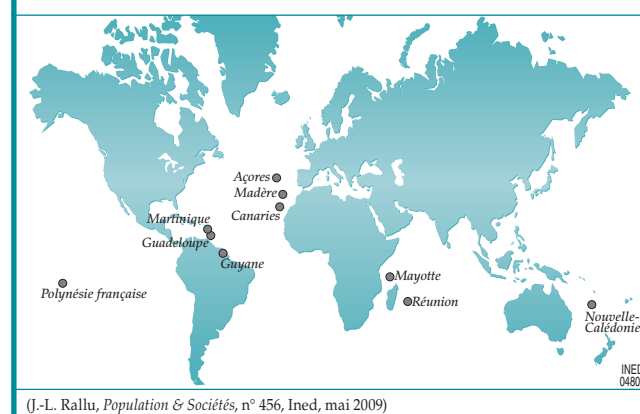 Açores
Madère
Canaries
Martinique
Guadeloupe
Guyane
Mayotte
Polynésie française
Réunion
Nouvelle-
Calédonie
INED
0480
(J.-L. Rallu, Population & Sociétés, n° 456, Ined, mai 2009)